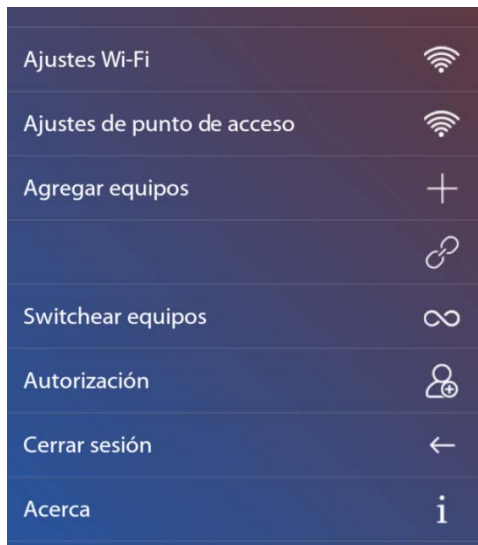 Ajustes Wi-Fi
Ajustes de punto de acceso
Agregar equipos
Switchear equipos
Autorización
Cerrar sesión
Acerca